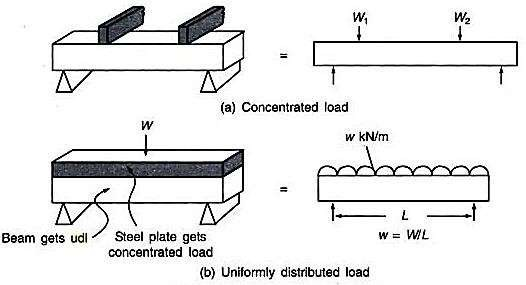 W₁
W₂
=
(a) Concentrated load
W
w kN/m
=
L
Beam gets udl
Steel plate gets
concentrated load
w = W/L
(b) Uniformly distributed load